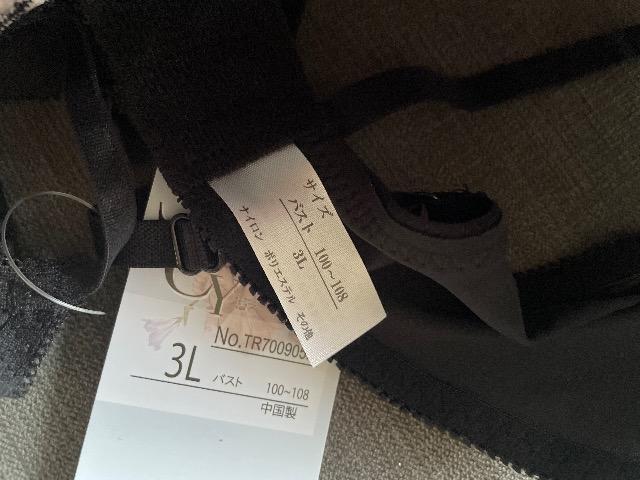 サイズ
バスト 100~108
3L
ナイロン ポリエステル その他
No.TR700905
3L バスト 100~108
中国製